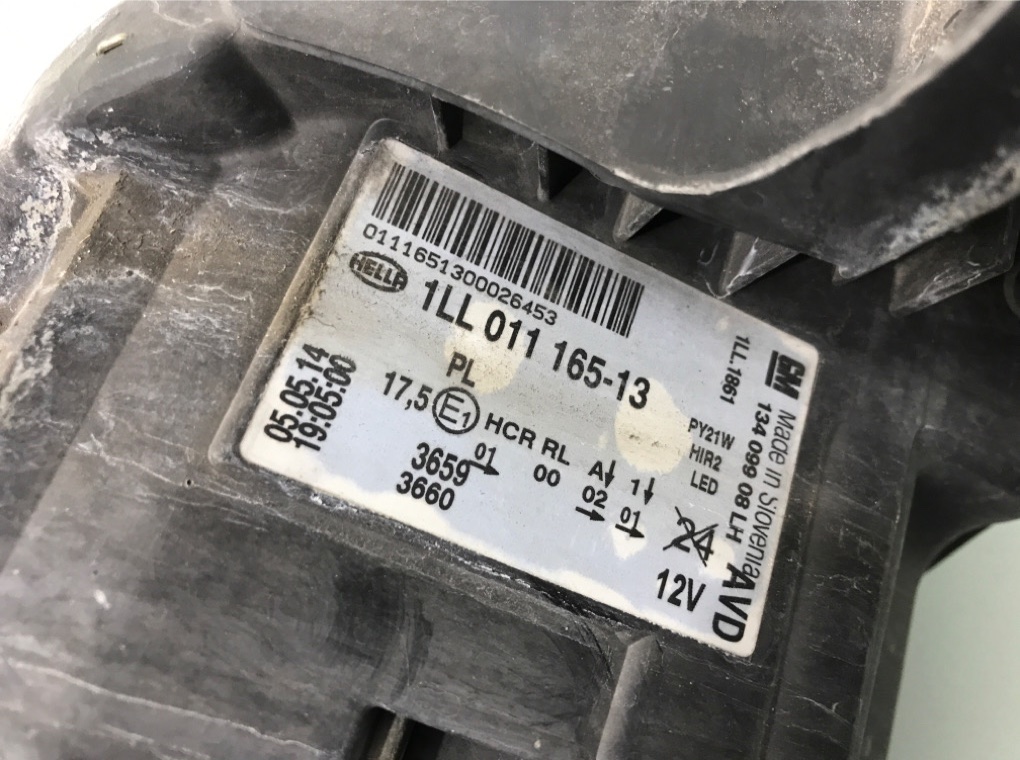 0111651300026453
HELLA
1LL 011 165-13
PL
17,5 E1 HCR RL A 1
01 00 02 01
3659
3660
05.05.14
19:05:00
PY21W
HIR2
LED
24
12V
1LL.1861
GM 134 099 08 LH AVD
Made in Slovenia